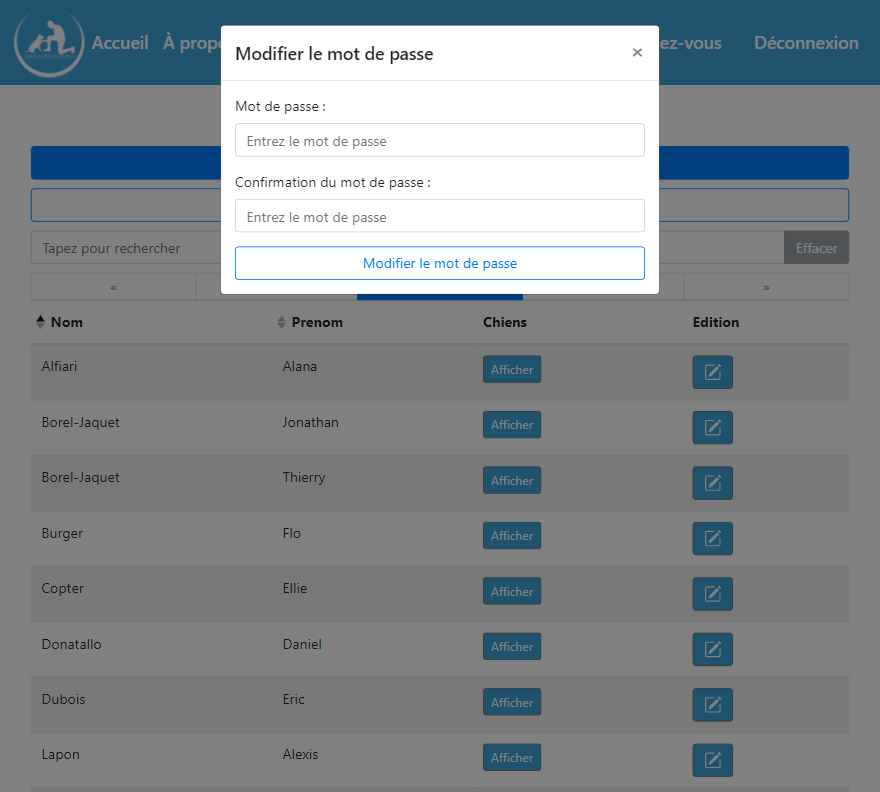 Accueil À propo ez-vous Déconnexion
Modifier le mot de passe ×
Mot de passe :
Entrez le mot de passe
Confirmation du mot de passe :
Entrez le mot de passe
Modifier le mot de passe
Tapez pour rechercher Effacer
« »
Nom Prenom Chiens Edition
Alfiari Alana Afficher
Borel-Jaquet Jonathan Afficher
Borel-Jaquet Thierry Afficher
Burger Flo Afficher
Copter Ellie Afficher
Donatallo Daniel Afficher
Dubois Eric Afficher
Lapon Alexis Afficher